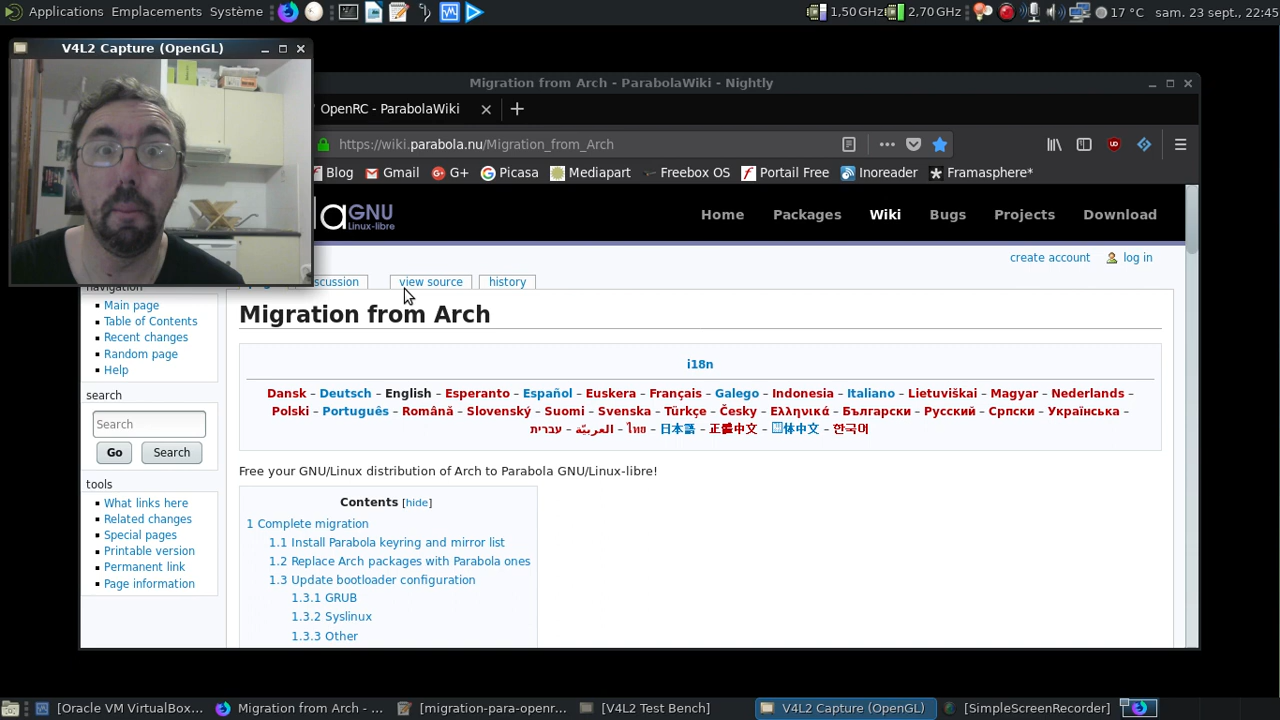 Applications Emplacements Système 1,50 GHz 2,70 GHz 17 °C sam. 23 sept., 22:45
V4L2 Capture (OpenGL)
Migration from Arch - ParabolaWiki - Nightly
OpenRC - ParabolaWiki
https://wiki.parabola.nu/Migration_from_Arch
Blog Gmail G+ Picasa Mediapart Freebox OS Portail Free Inoreader Framasphere*
GNU
Linux-libre
Home Packages Wiki Bugs Projects Download
create account log in
view source history
navigation
Main page
Table of Contents
Recent changes
Random page
Help
search
Search
Go Search
tools
What links here
Related changes
Special pages
Printable version
Permanent link
Page information
Migration from Arch
i18n
Dansk – Deutsch – English – Esperanto – Español – Euskera – Français – Galego – Indonesia – Italiano – Lietuviškai – Magyar – Nederlands –
Polski – Português – Română – Slovenský – Suomi – Svenska – Türkçe – Česky – Ελληνικά – Български – Русский – Српски – Українська –
עברית – العربيّة – ไทย – 日本語 – 正體中文 – 简体中文 – 한국어
Free your GNU/Linux distribution of Arch to Parabola GNU/Linux-libre!
Contents [hide]
1 Complete migration
1.1 Install Parabola keyring and mirror list
1.2 Replace Arch packages with Parabola ones
1.3 Update bootloader configuration
1.3.1 GRUB
1.3.2 Syslinux
1.3.3 Other
[Oracle VM VirtualBox... Migration from Arch - ... [migration-para-openr... [V4L2 Test Bench] V4L2 Capture (OpenGL) [SimpleScreenRecorder]